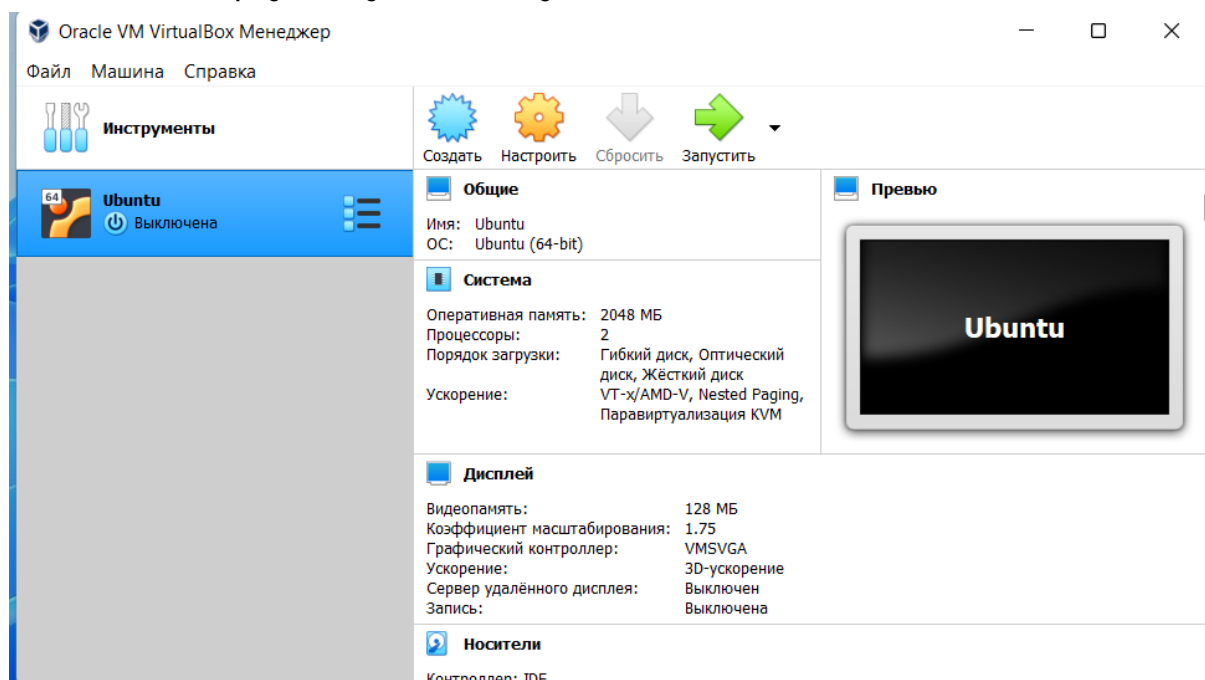 Oracle VM VirtualBox Менеджер
Файл Машина Справка
Инструменты
Создать Настроить Сбросить Запустить
64
Ubuntu
Выключена
Общие
Имя: Ubuntu
ОС: Ubuntu (64-bit)
Превью
Ubuntu
Система
Оперативная память: 2048 МБ
Процессоры: 2
Порядок загрузки: Гибкий диск, Оптический
диск, Жёсткий диск
Ускорение: VT-x/AMD-V, Nested Paging,
Паравиртуализация KVM
Дисплей
Видеопамять: 128 МБ
Коэффициент масштабирования: 1.75
Графический контроллер: VMSVGA
Ускорение: 3D-ускорение
Сервер удалённого дисплея: Выключен
Запись: Выключена
Носители
Контроллер: IDE